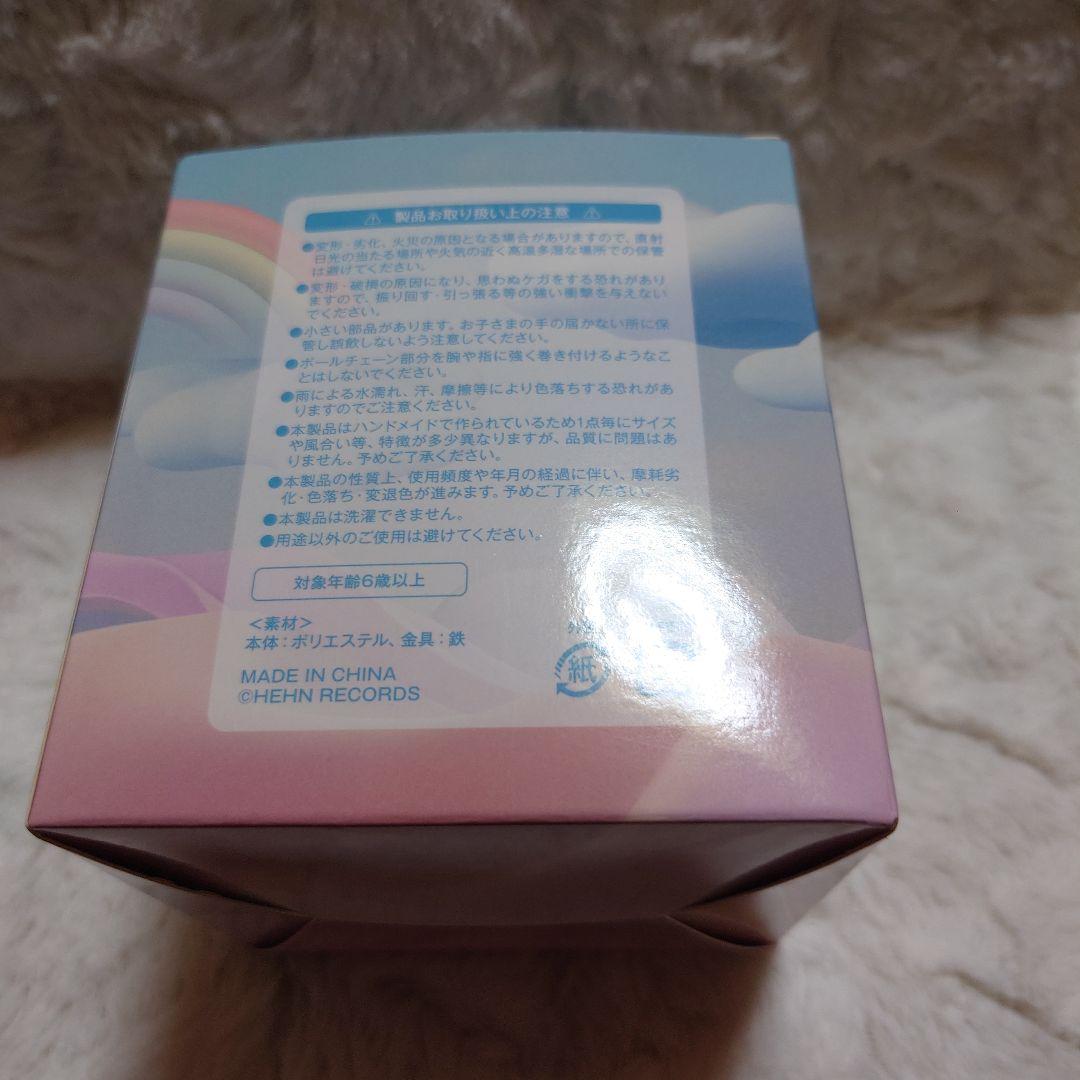 ⚠ 製品お取り扱い上の注意 ⚠
●変形・劣化、火災の原因となる場合がありますので、直射
日光の当たる場所や火気の近く高温多湿な場所での保管
は避けてください。
●変形・破損の原因になり、思わぬケガをする恐れがあり
ますので、振り回す・引っ張る等の強い衝撃を与えない
でください。
●小さい部品があります。お子さまの手の届かない所に保
管し誤飲しないよう注意してください。
●ボールチェーン部分を腕や指に強く巻き付けるようなこ
とはしないでください。
●雨による水濡れ、汗、摩擦等により色落ちする恐れがあ
りますのでご注意ください。
●本製品はハンドメイドで作られているため1点毎にサイズ
や風合い等、特徴が多少異なりますが、品質に問題はあ
りません。予めご了承ください。
●本製品の性質上、使用頻度や年月の経過に伴い、摩耗劣
化・色落ち・変退色が進みます。予めご了承ください。
●本製品は洗濯できません。
●用途以外のご使用は避けてください。
対象年齢6歳以上
<素材>
本体:ポリエステル、金具:鉄
MADE IN CHINA
©HEHN RECORDS
紙